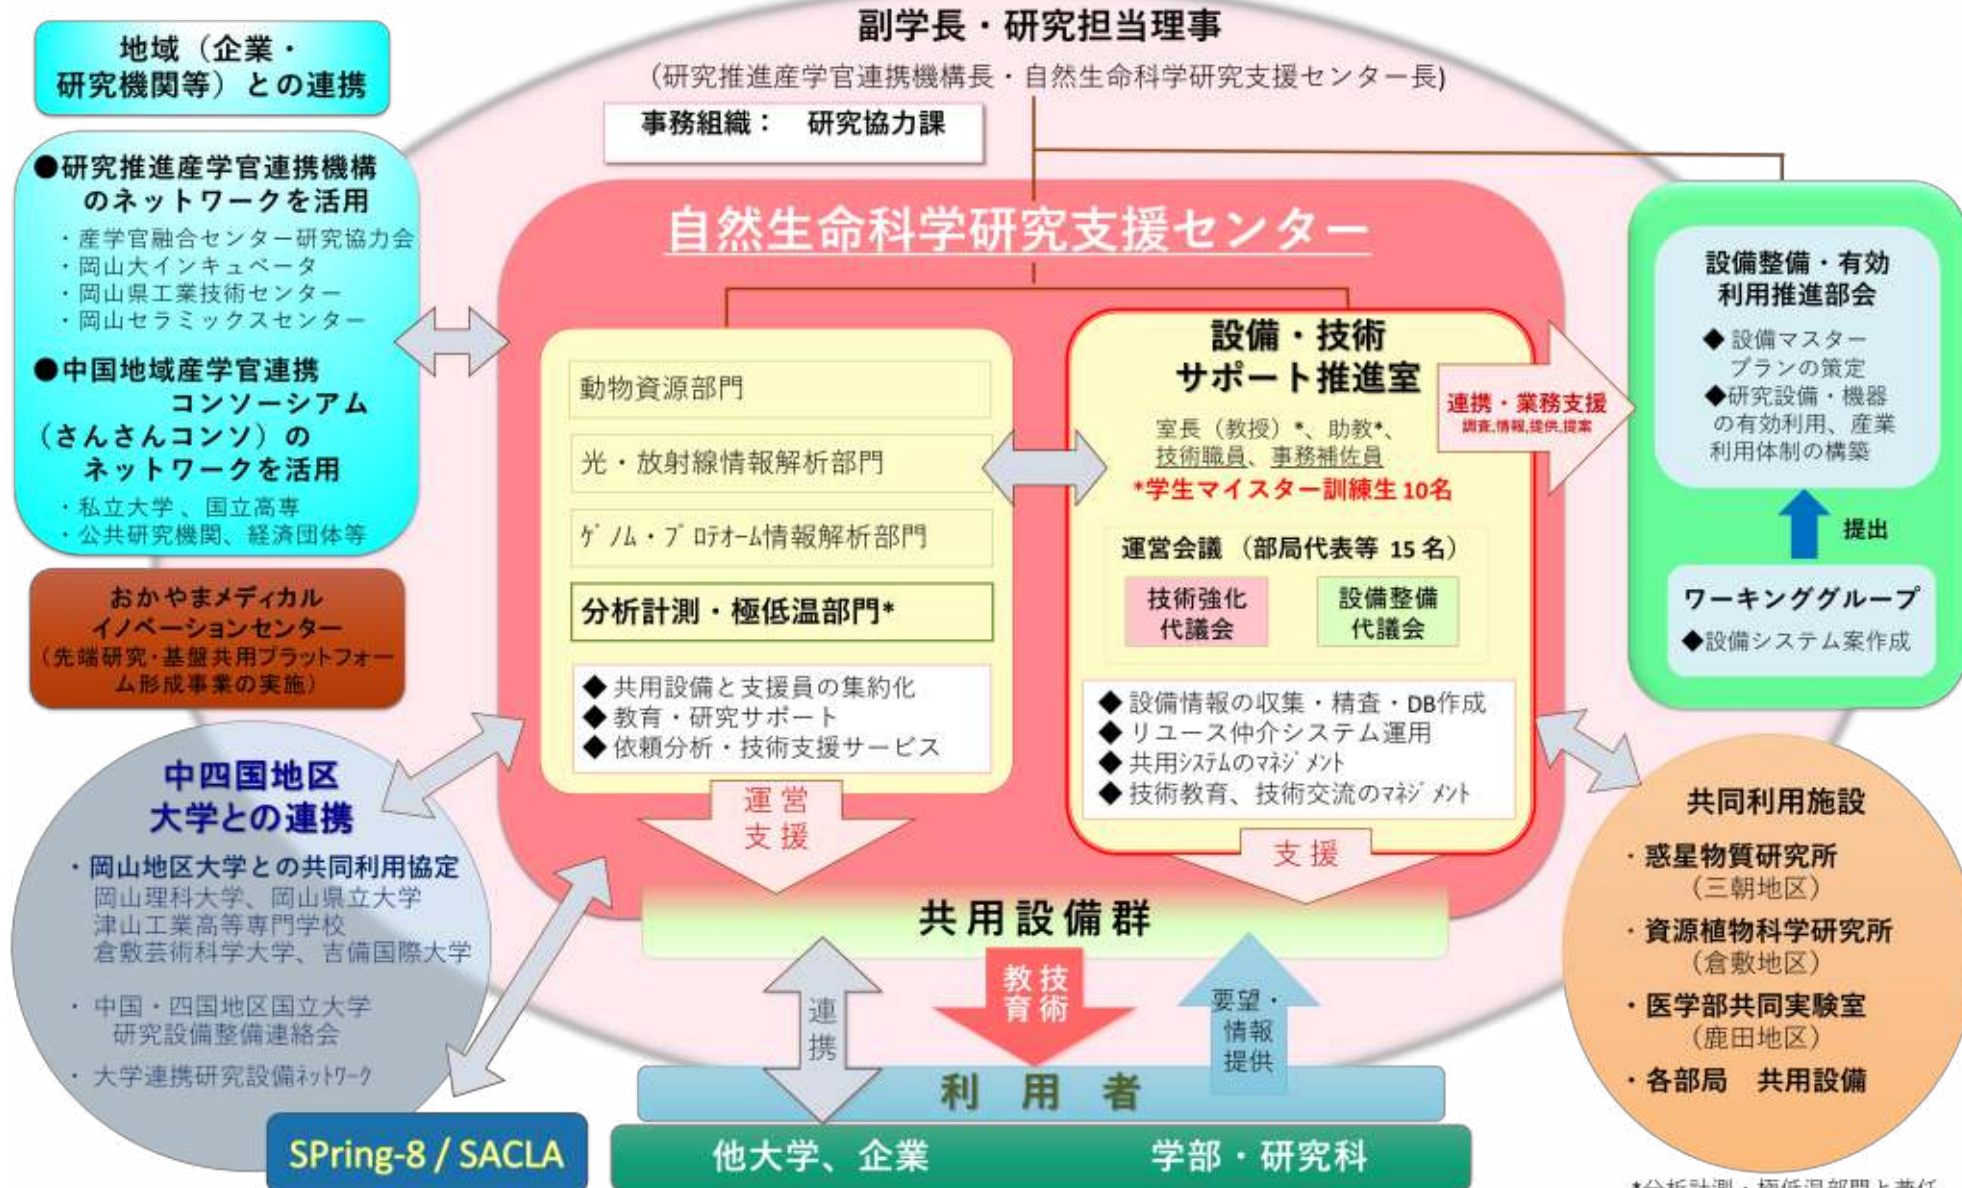 副学長・研究担当理事
（研究推進産学官連携機構長・自然生命科学研究支援センター長）
事務組織：　研究協力課
地域（企業・
研究機関等）との連携
●研究推進産学官連携機構
のネットワークを活用
・産学官融合センター研究協力会
・岡山大インキュベータ
・岡山県工業技術センター
・岡山セラミックスセンター
●中国地域産学官連携
コンソーシアム
（さんさんコンソ）の
ネットワークを活用
・私立大学 、国立高専
・公共研究機関、経済団体等
おかやまメディカル
イノベーションセンター
（先端研究・基盤共用プラットフォー
ム形成事業の実施）
中四国地区
大学との連携
・岡山地区大学との共同利用協定
岡山理科大学、岡山県立大学
津山工業高等専門学校
倉敷芸術科学大学、吉備国際大学
・ 中国・四国地区国立大学
研究設備整備連絡会
・ 大学連携研究設備ﾈｯﾄﾜｰｸ
SPring-8 / SACLA
自然生命科学研究支援センター
動物資源部門
光・放射線情報解析部門
ｹﾞﾉﾑ・ﾌﾟﾛﾃｵｰﾑ情報解析部門
分析計測・極低温部門*
◆ 共用設備と支援員の集約化
◆ 教育・研究サポート
◆ 依頼分析・技術支援サービス
運営
支援
設備・技術
サポート推進室
室長（教授）*、助教*、
技術職員、事務補佐員
*学生マイスター訓練生 10名
運営会議 （部局代表等 15 名）
技術強化
代議会
設備整備
代議会
◆ 設備情報の収集・精査・DB作成
◆ リユース仲介システム運用
◆ 共用ｼｽﾃﾑのﾏﾈｼﾞﾒﾝﾄ
◆ 技術教育、技術交流のﾏﾈｼﾞﾒﾝﾄ
支援
連携・業務支援
調査,情報,提供,提案
設備整備・有効
利用推進部会
◆ 設備マスター
プランの策定
◆研究設備・機器
の有効利用、産業
利用体制の構築
提出
ワーキンググループ
◆設備システム案作成
共同利用施設
・惑星物質研究所
（三朝地区）
・資源植物科学研究所
（倉敷地区）
・医学部共同実験室
（鹿田地区）
・各部局　共用設備
共用設備群
連携
技術
教育
要望・
情報
提供
利用者
他大学、企業
学部・研究科
*分析計測・極低温部門と兼任